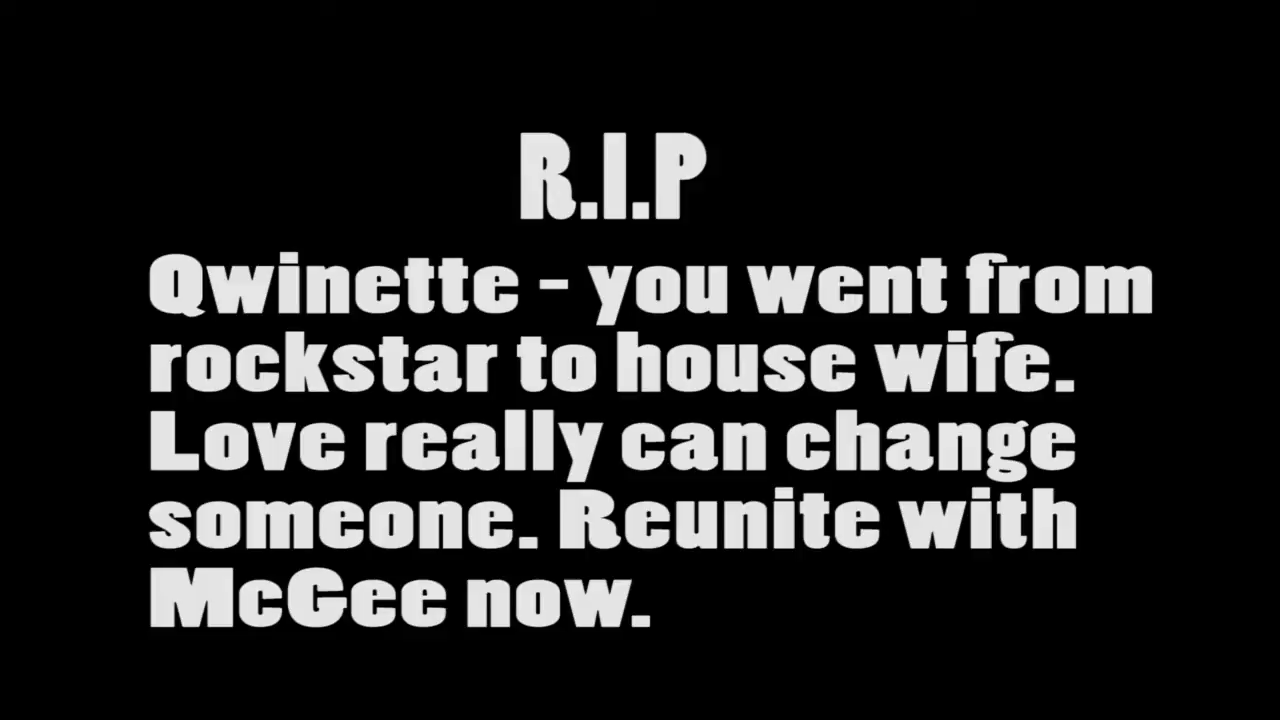 R.I.P
Qwinette - you went from
rockstar to house wife.
Love really can change
someone. Reunite with
McGee now.